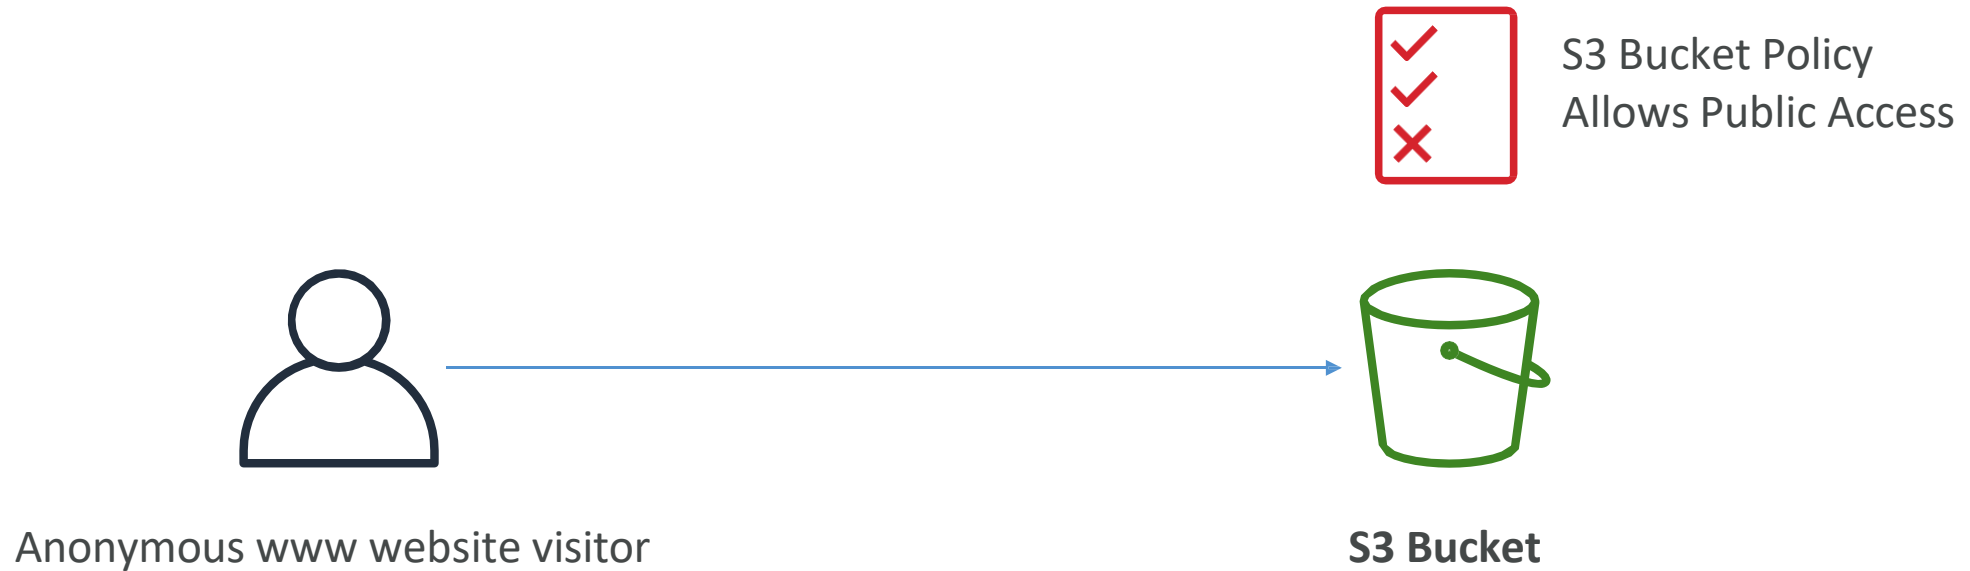 S3 Bucket Policy
Allows Public Access
Anonymous www website visitor
S3 Bucket